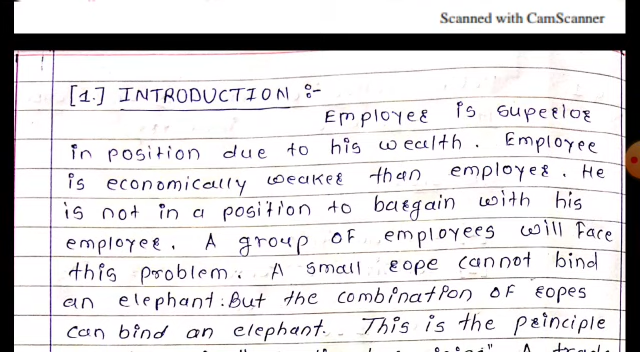 Scanned with CamScanner
[1.] INTRODUCTION :-
Employer is superior
in position due to his wealth. Employee
is economically weaker than employer. He
is not in a position to bargain with his
employer. A group of employees will face
this problem. A small rope cannot bind
an elephant. But the combination of ropes
can bind an elephant. This is the principle